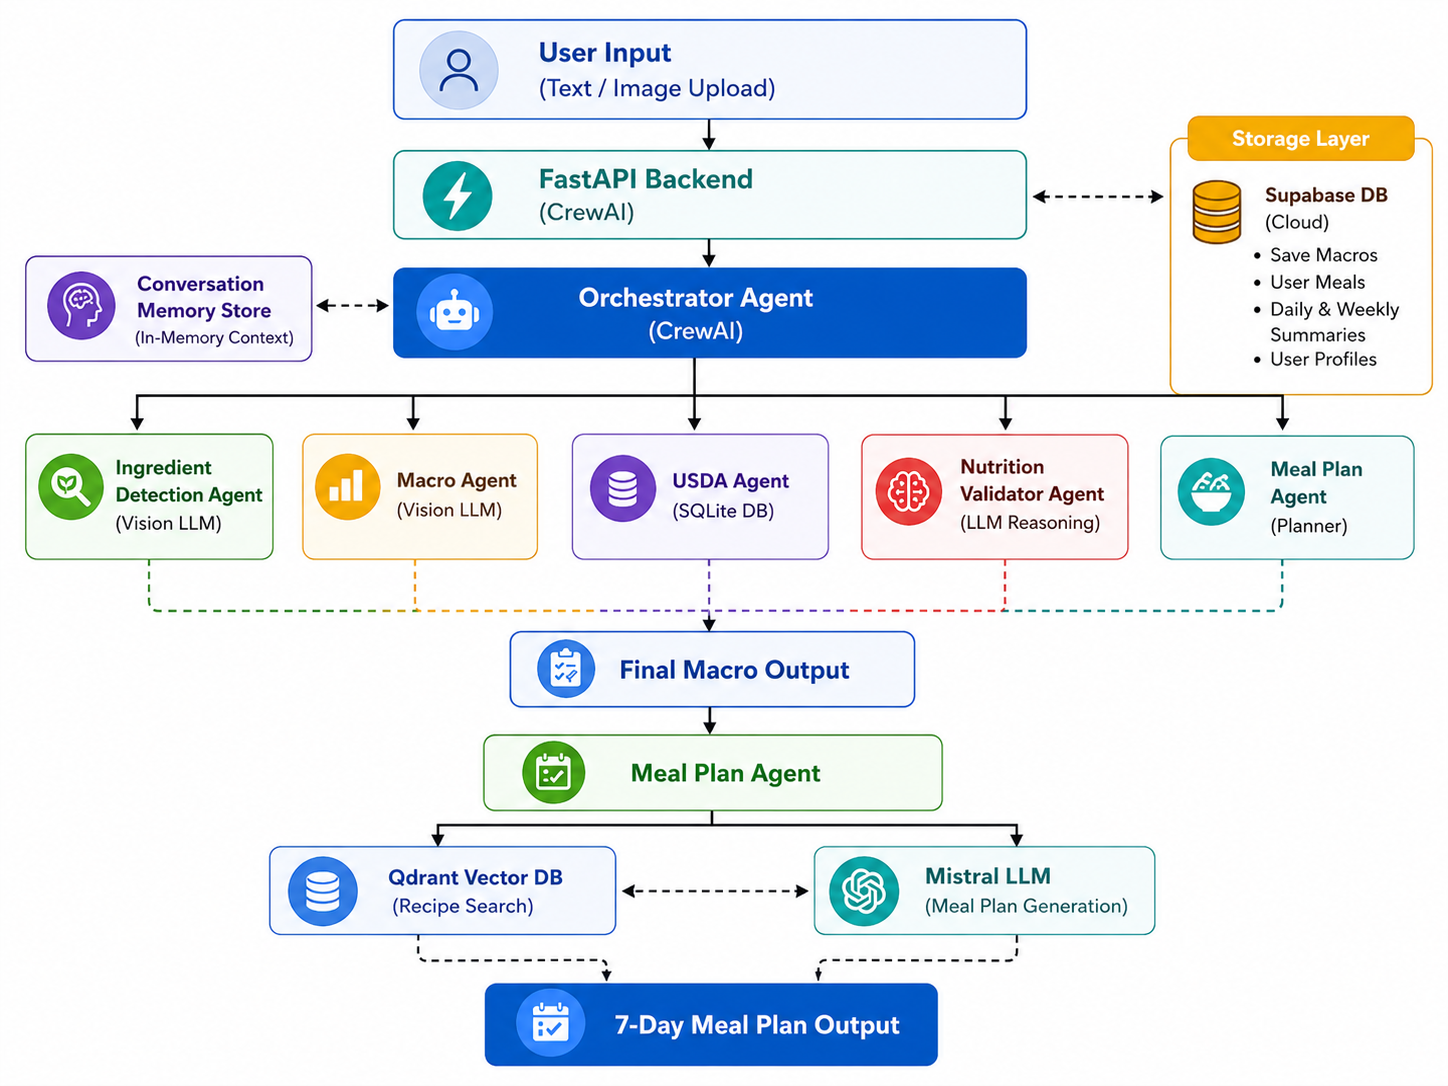 User Input
(Text / Image Upload)
FastAPI Backend
(CrewAI)
Storage Layer
Supabase DB
(Cloud)
• Save Macros
• User Meals
• Daily & Weekly
Summaries
• User Profiles
Conversation
Memory Store
(In-Memory Context)
Orchestrator Agent
(CrewAI)
Ingredient
Detection Agent
(Vision LLM)
Macro Agent
(Vision LLM)
USDA Agent
(SQLite DB)
Nutrition
Validator Agent
(LLM Reasoning)
Meal Plan
Agent
(Planner)
Final Macro Output
Meal Plan Agent
Qdrant Vector DB
(Recipe Search)
Mistral LLM
(Meal Plan Generation)
7-Day Meal Plan Output